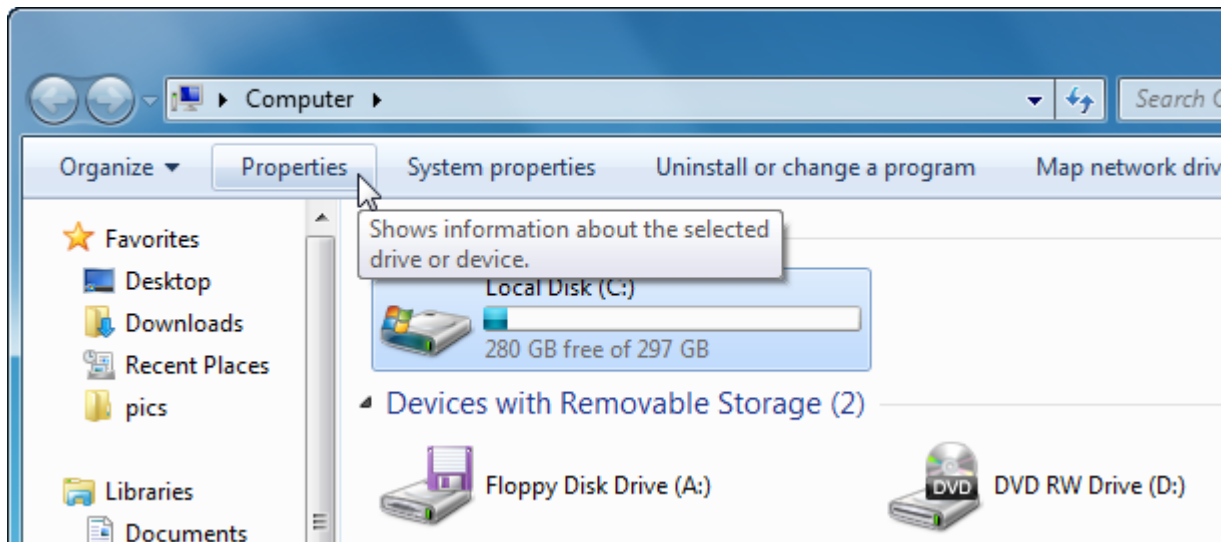 Computer
Search
Organize Properties System properties Uninstall or change a program Map network driv
Favorites
Desktop
Downloads
Recent Places
pics
Libraries
Documents
Shows information about the selected
drive or device.
Local Disk (C:)
280 GB free of 297 GB
Devices with Removable Storage (2)
Floppy Disk Drive (A:)
DVD
DVD RW Drive (D:)